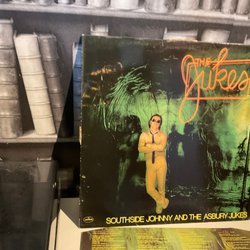 THE
Jukes
SOUTHSIDE JOHNNY AND THE ASBURY JUKES